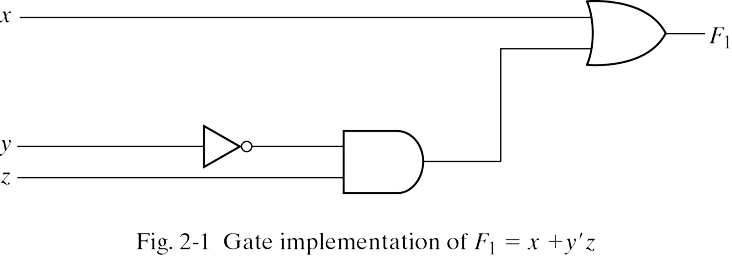 x
F₁
y
z
Fig. 2-1 Gate implementation of F₁ = x + y′z